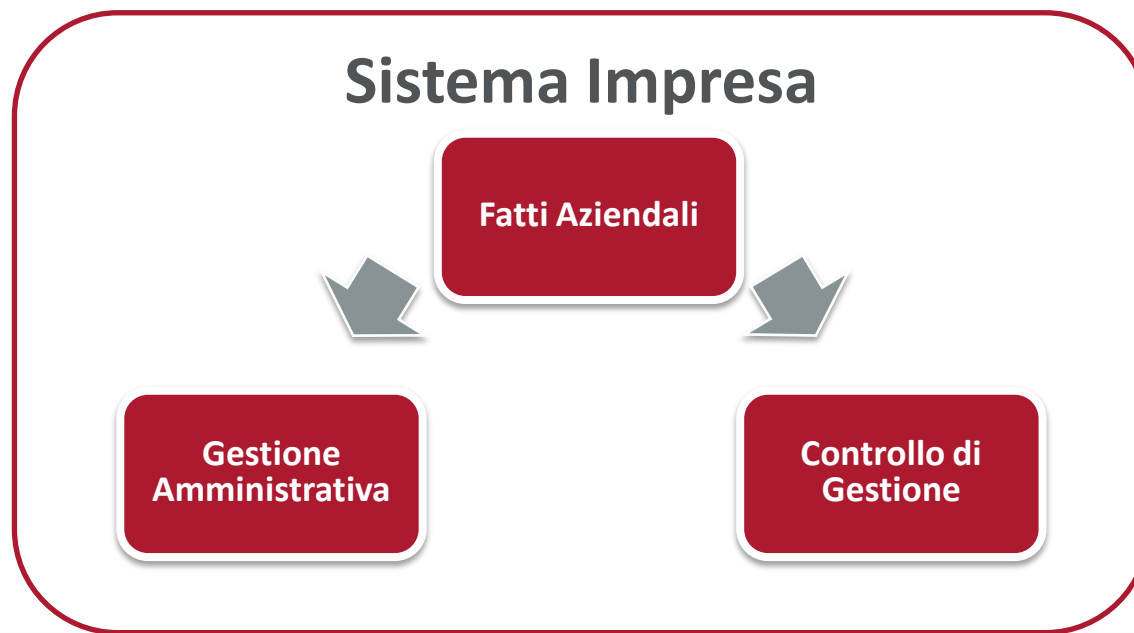 Sistema Impresa
Fatti Aziendali
Gestione
Amministrativa
Controllo di
Gestione